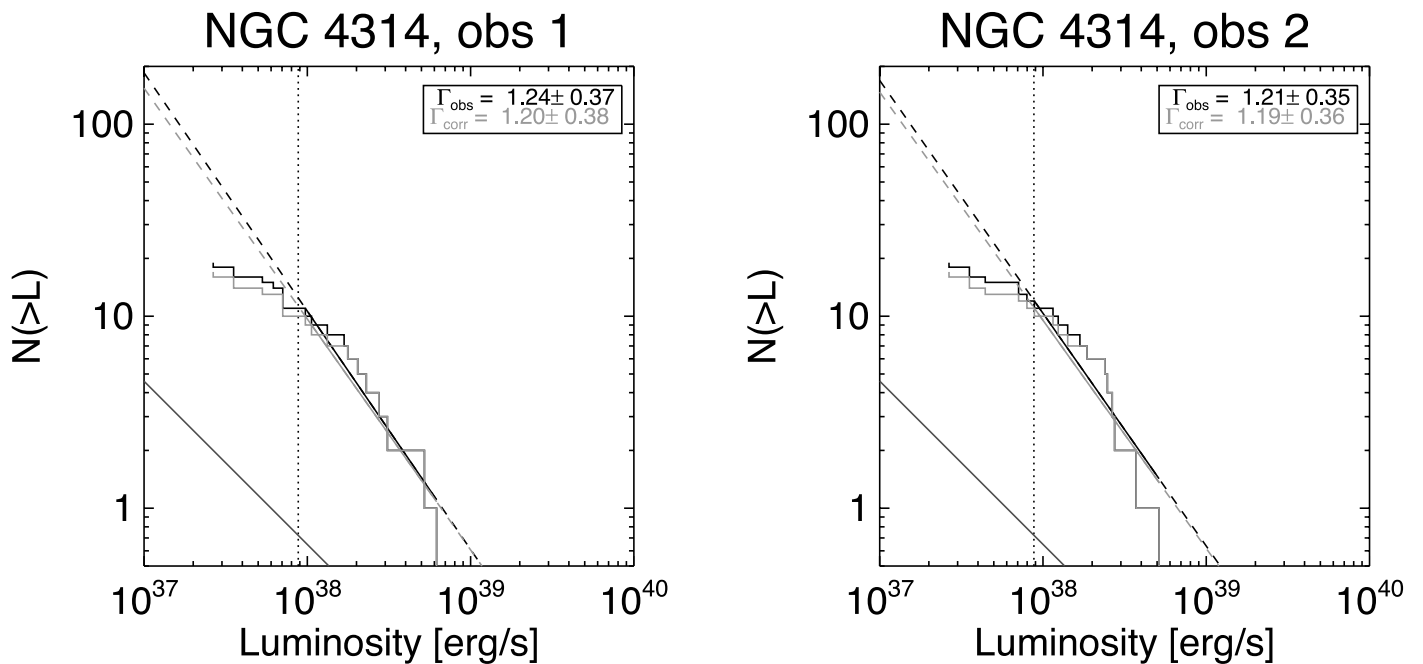 NGC 4314, obs 1
Γobs = 1.24± 0.37
Γcorr = 1.20± 0.38
100
10
1
N(>L)
10^37 10^38 10^39 10^40
Luminosity [erg/s]
NGC 4314, obs 2
Γobs = 1.21± 0.35
Γcorr = 1.19± 0.36
100
10
1
N(>L)
10^37 10^38 10^39 10^40
Luminosity [erg/s]